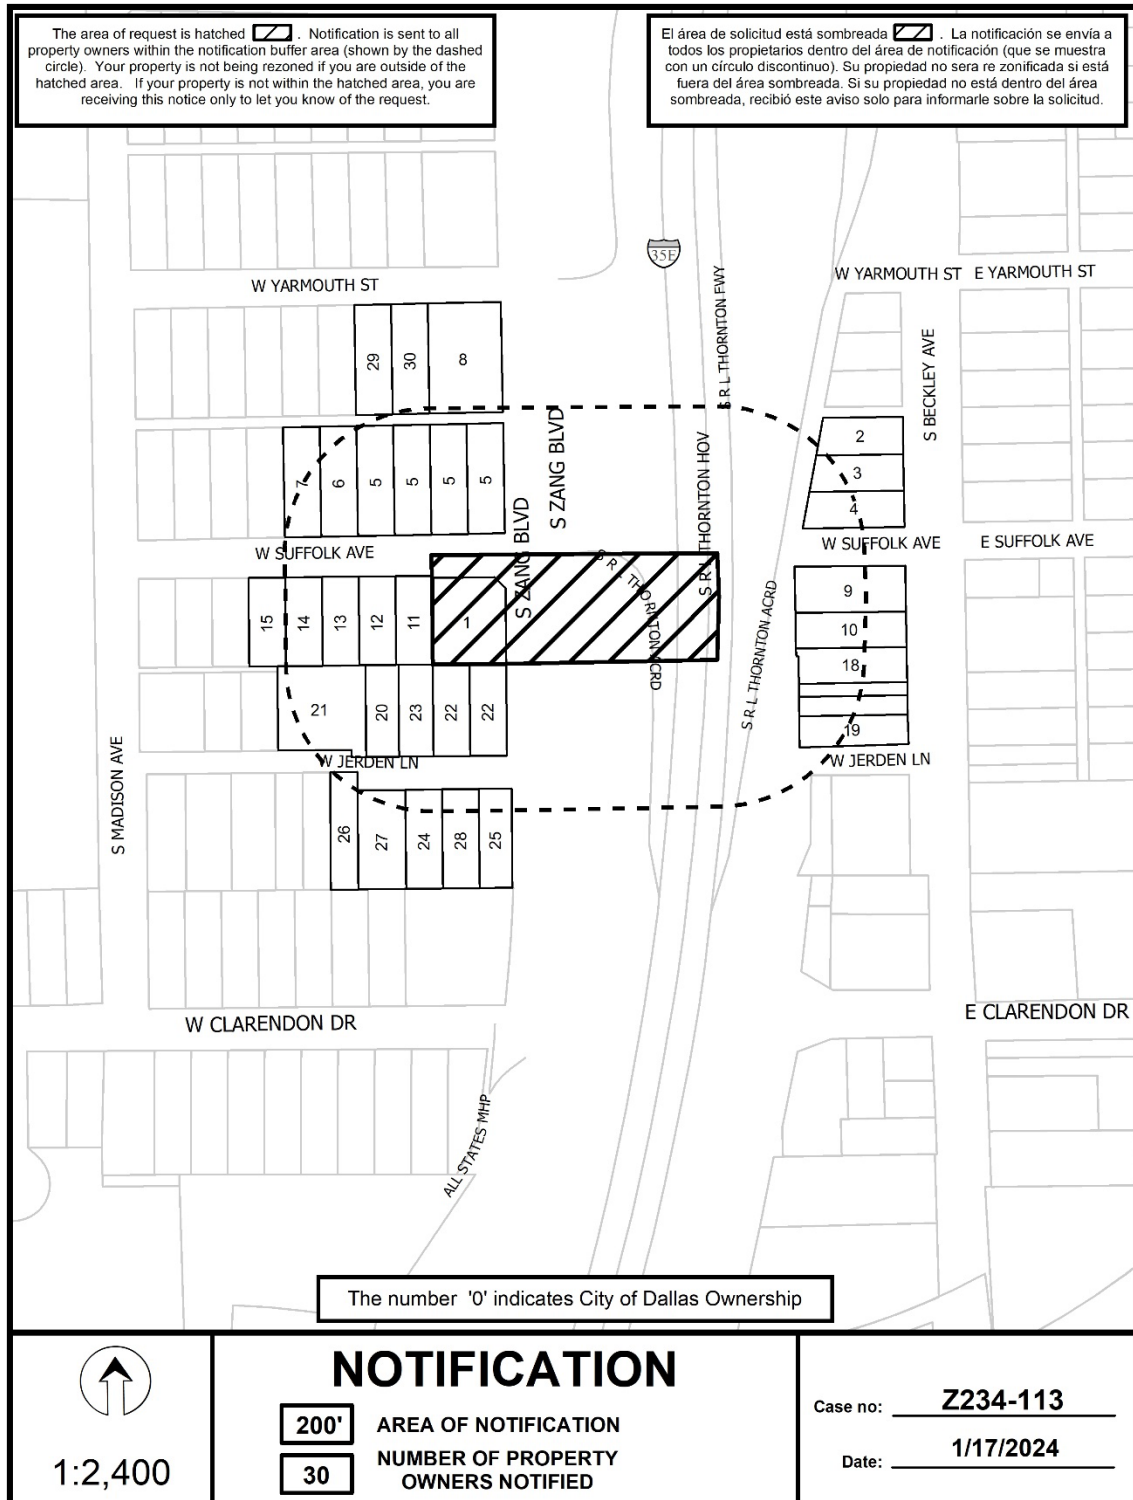 The area of request is hatched . Notification is sent to all
property owners within the notification buffer area (shown by the dashed
circle). Your property is not being rezoned if you are outside of the
hatched area. If your property is not within the hatched area, you are
receiving this notice only to let you know of the request.
El área de solicitud está sombreada . La notificación se envía a
todos los propietarios dentro del área de notificación (que se muestra
con un círculo discontinuo). Su propiedad no sera re zonificada si está
fuera del área sombreada. Si su propiedad no está dentro del área
sombreada, recibió este aviso solo para informarle sobre la solicitud.
35E
W YARMOUTH ST
W YARMOUTH ST
E YARMOUTH ST
S R L THORNTON FWY
S BECKLEY AVE
29
30
8
S ZANG BLVD
2
3
4
7
6
5
5
5
5
S R L THORNTON HOV
S ZANG BLVD
W SUFFOLK AVE
W SUFFOLK AVE
E SUFFOLK AVE
S R L THORNTON ACRD
15
14
13
12
11
1
9
10
18
19
S R L THORNTON ACRD
21
20
23
22
22
W JERDEN LN
W JERDEN LN
S MADISON AVE
26
27
24
28
25
W CLARENDON DR
E CLARENDON DR
ALL STATES MHP
The number '0' indicates City of Dallas Ownership
1:2,400
NOTIFICATION
200' AREA OF NOTIFICATION
30 NUMBER OF PROPERTY
OWNERS NOTIFIED
Case no: Z234-113
Date: 1/17/2024